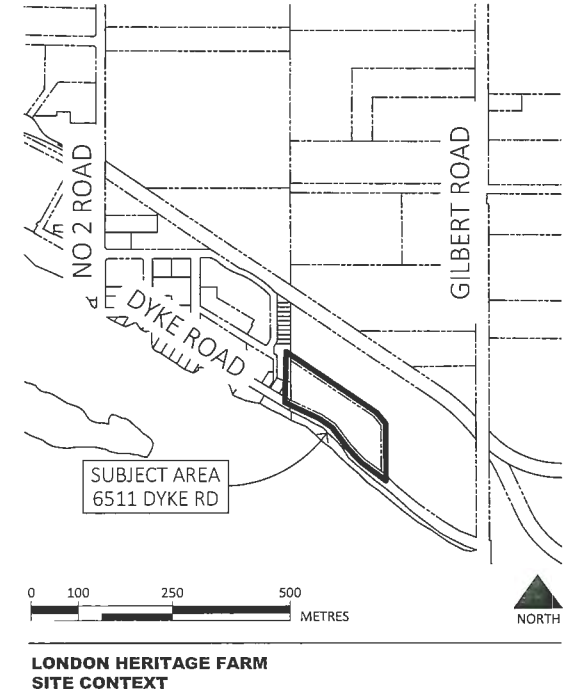 NO 2 ROAD
GILBERT ROAD
DYKE ROAD
SUBJECT AREA
6511 DYKE RD
0 100 250 500
METRES
NORTH
LONDON HERITAGE FARM
SITE CONTEXT